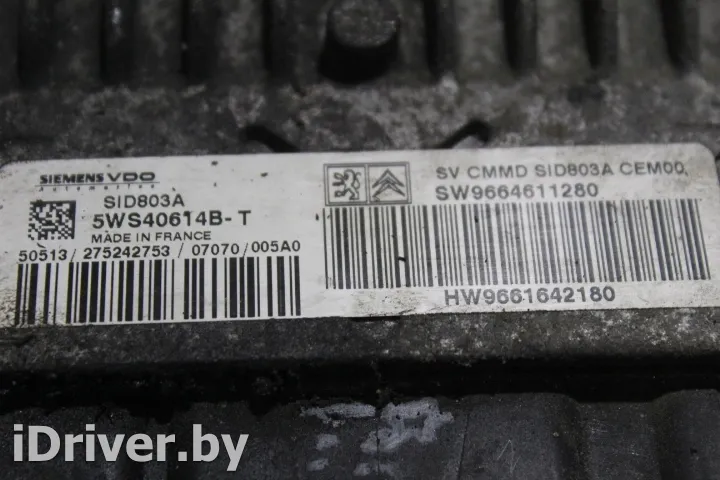 SIEMENS VDO
Automotive
SID803A
5WS40614B-T
MADE IN FRANCE
50513/275242753/07070/005A0
SV CMMD SID803A CEM00,
SW9664611280
HW9661642180
iDriver.by